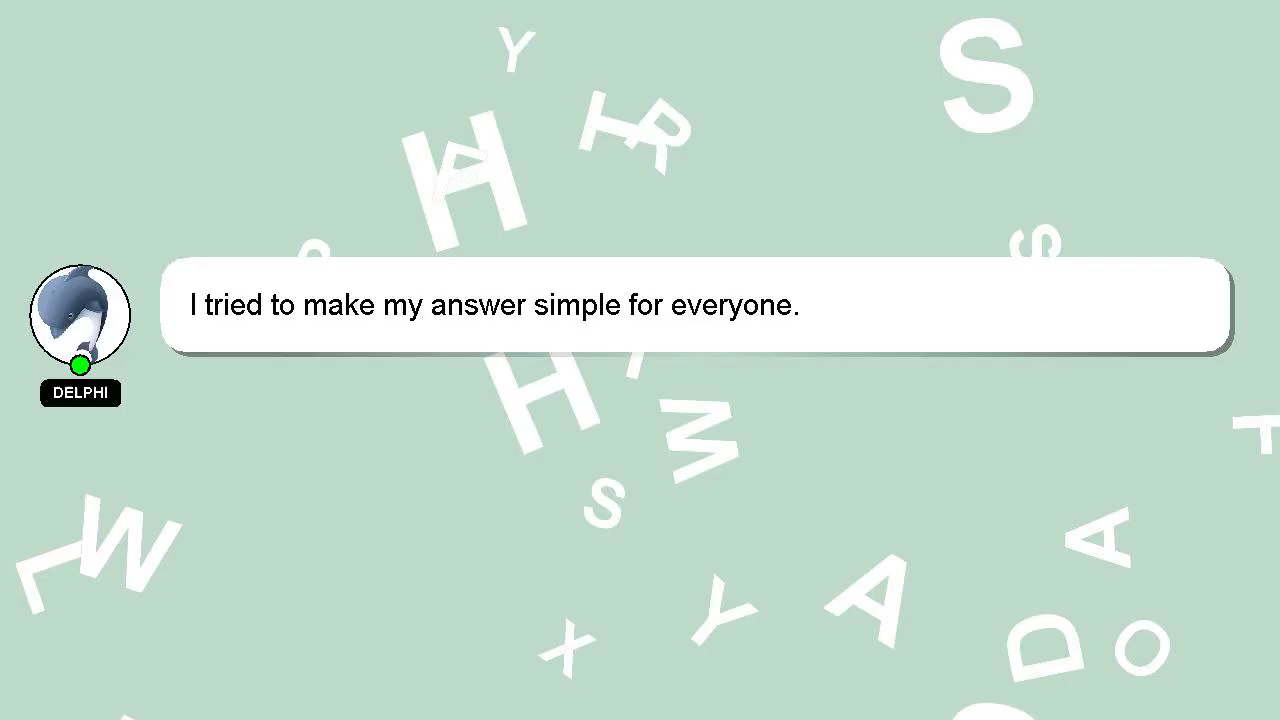 I tried to make my answer simple for everyone.
DELPHI
Y
S
T
R
H
A
S
H
W
S
W
L
A
Y
A
X
D
O